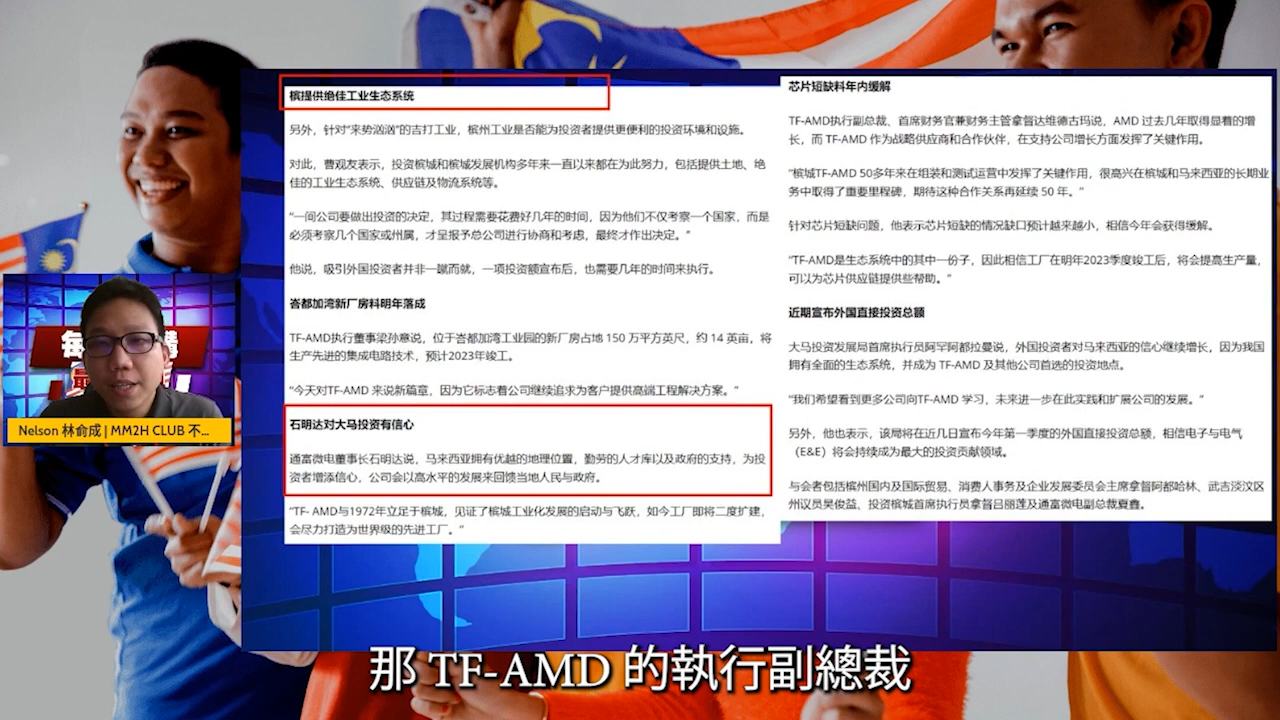 槟提供绝佳工业生态系统
另外，针对“来势汹汹”的吉打工业，槟州工业是否能为投资者提供更便利的投资环境和设施。
对此，曹观友表示，投资槟城和槟城发展机构多年来一直以来都在为此努力，包括提供土地、绝
佳的工业生态系统、供应链及物流系统等。
“一间公司要做出投资的决定，其过程需要花费好几年的时间，因为他们不仅考察一个国家，而是
必须考察几个国家或州属，才呈报予总公司进行协商和考虑，最终才作出决定。”
他说，吸引外国投资者并非一蹴而就，一项投资额宣布后，也需要几年的时间来执行。
峇都加湾新厂房料明年落成
TF-AMD执行董事梁孙意说，位于峇都加湾工业园的新厂房占地 150 万平方英尺，约 14 英亩，将
生产先进的集成电路技术，预计2023年竣工。
“今天对TF-AMD 来说新篇章，因为它标志着公司继续追求为客户提供高端工程解决方案。”
石明达对大马投资有信心
通富微电董事长石明达说，马来西亚拥有优越的地理位置，勤劳的人才库以及政府的支持，为投
资者增添信心，公司会以高水平的发展来回馈当地人民与政府。
“TF- AMD与1972年立足于槟城，见证了槟城工业化发展的启动与飞跃，如今工厂即将二度扩建，
会尽力打造为世界级的先进工厂。”
芯片短缺料年内缓解
TF-AMD执行副总裁、首席财务官兼财务主管拿督达维德古玛说，AMD 过去几年取得显着的增
长，而 TF-AMD 作为战略供应商和合作伙伴，在支持公司增长方面发挥了关键作用。
“槟城TF-AMD 50多年来在组装和测试运营中发挥了关键作用，很高兴在槟城和马来西亚的长期业
务中取得了重要里程碑，期待这种合作关系再延续 50 年。”
针对芯片短缺问题，他表示芯片短缺的情况缺口预计越来越小，相信今年会获得缓解。
“TF-AMD是生态系统中的其中一份子，因此相信工厂在明年2023季度竣工后，将会提高生产量，
可以为芯片供应链提供些帮助。”
近期宣布外国直接投资总额
大马投资发展局首席执行员阿罕阿都拉曼说，外国投资者对马来西亚的信心继续增长，因为我国
拥有全面的生态系统，并成为 TF-AMD 及其他公司首选的投资地点。
“我们希望看到更多公司向TF-AMD 学习，未来进一步在此实践和扩展公司的发展。”
另外，他也表示，该局将在近几日宣布今年第一季度的外国直接投资总额，相信电子与电气
（E&E）将会持续成为最大的投资贡献领域。
与会者包括槟州国内及国际贸易、消费人事务及企业发展委员会主席拿督阿都哈林、武吉淡汶区
州议员吴俊益、投资槟城首席执行员拿督吕丽莲及通富微电副总裁夏鑫。
每
Nelson 林俞成 | MM2H CLUB 不...
那 TF-AMD 的執行副總裁